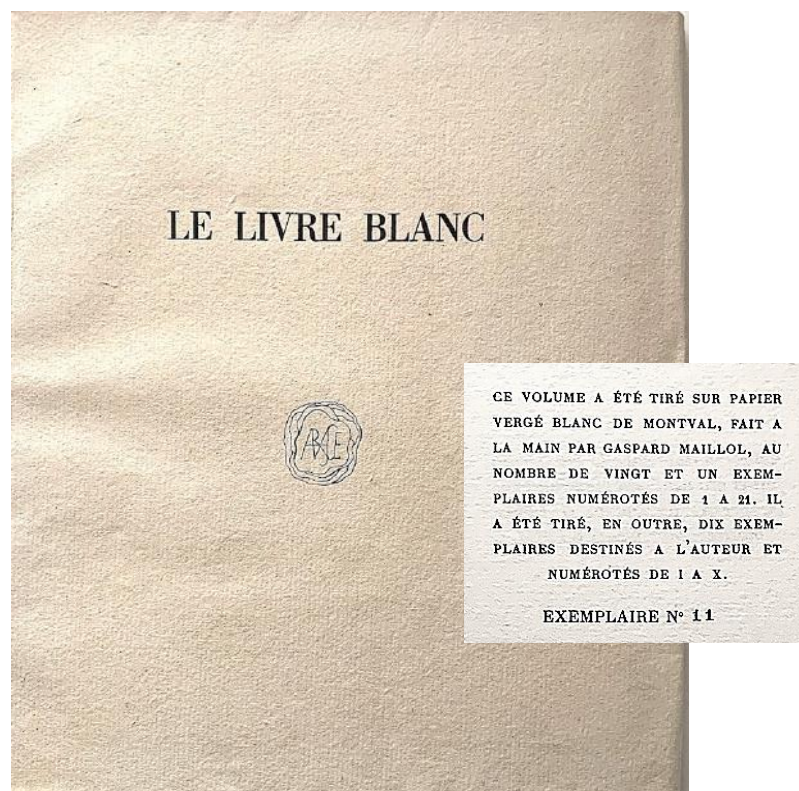 LE LIVRE BLANC
CE VOLUME A ÉTÉ TIRÉ SUR PAPIER
VERGÉ BLANC DE MONTVAL, FAIT A
LA MAIN PAR GASPARD MAILLOL, AU
NOMBRE DE VINGT ET UN EXEM-
PLAIRES NUMÉROTÉS DE 1 A 21. IL
A ÉTÉ TIRÉ, EN OUTRE, DIX EXEM-
PLAIRES DESTINÉS A L'AUTEUR ET
NUMÉROTÉS DE I A X.
EXEMPLAIRE Nº 11